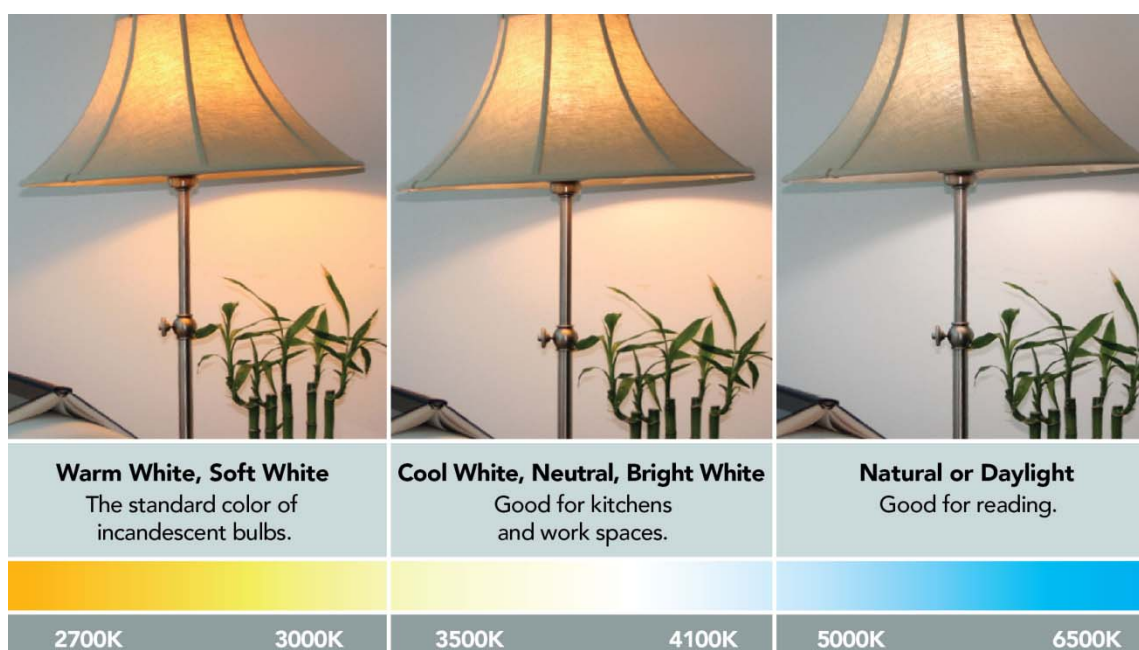 Warm White, Soft White
The standard color of
incandescent bulbs.
Cool White, Neutral, Bright White
Good for kitchens
and work spaces.
Natural or Daylight
Good for reading.
2700K 3000K 3500K 4100K 5000K 6500K